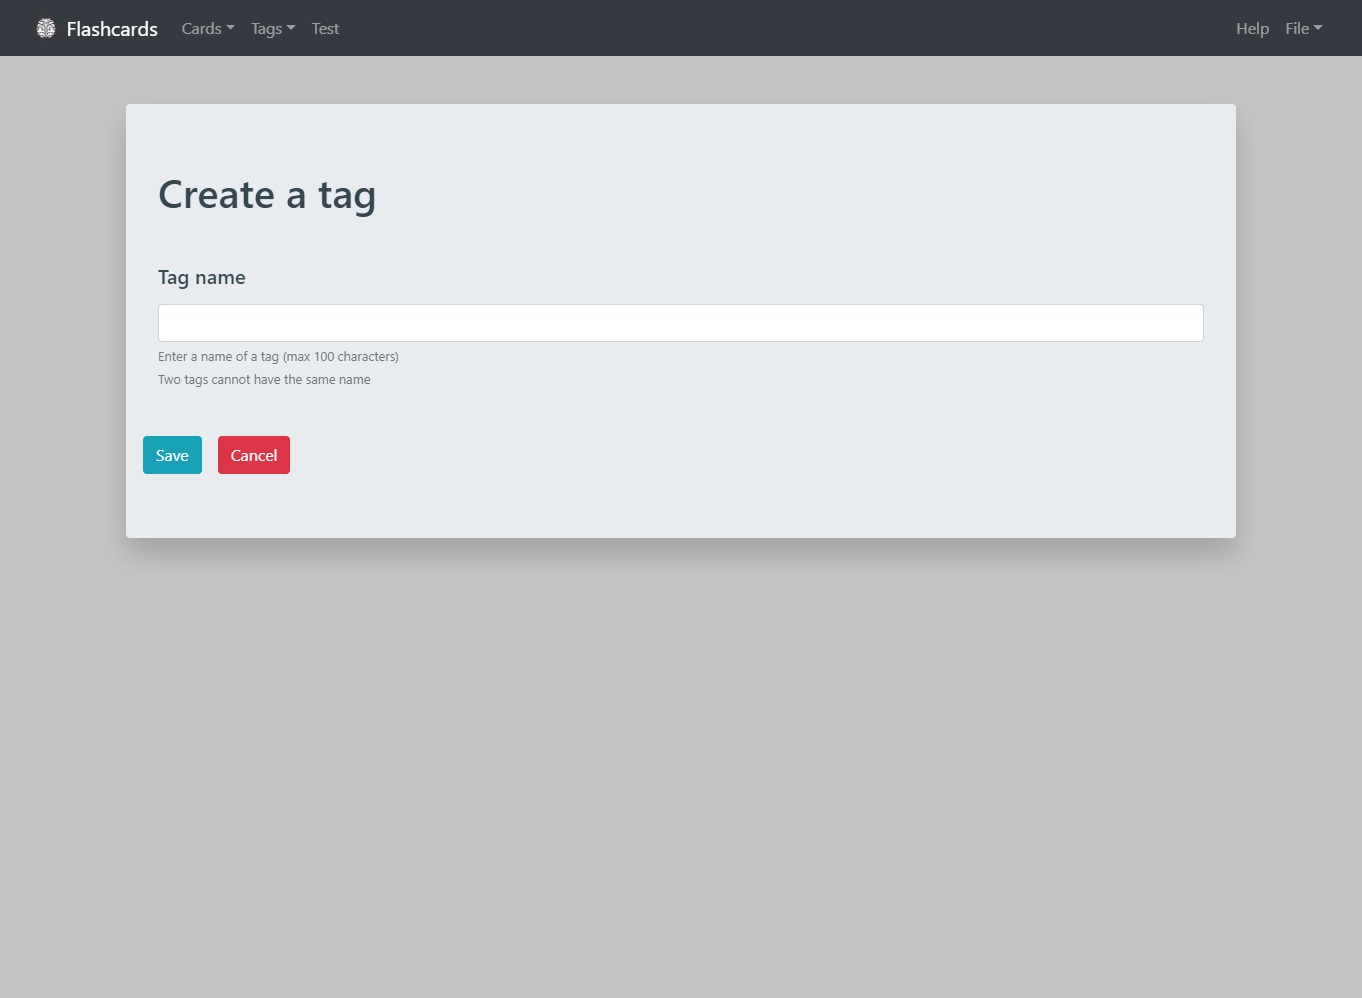 Flashcards Cards Tags Test Help File
Create a tag
Tag name
Enter a name of a tag (max 100 characters)
Two tags cannot have the same name
Save Cancel